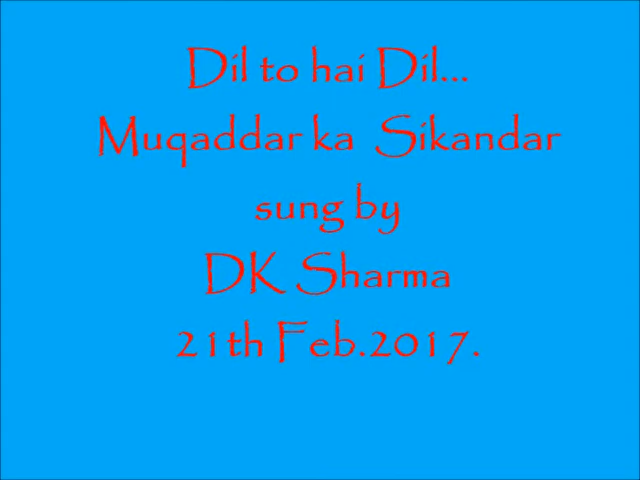 Dil to hai Dil...
Muqaddar ka Sikandar
sung by
DK Sharma
21th Feb.2017.